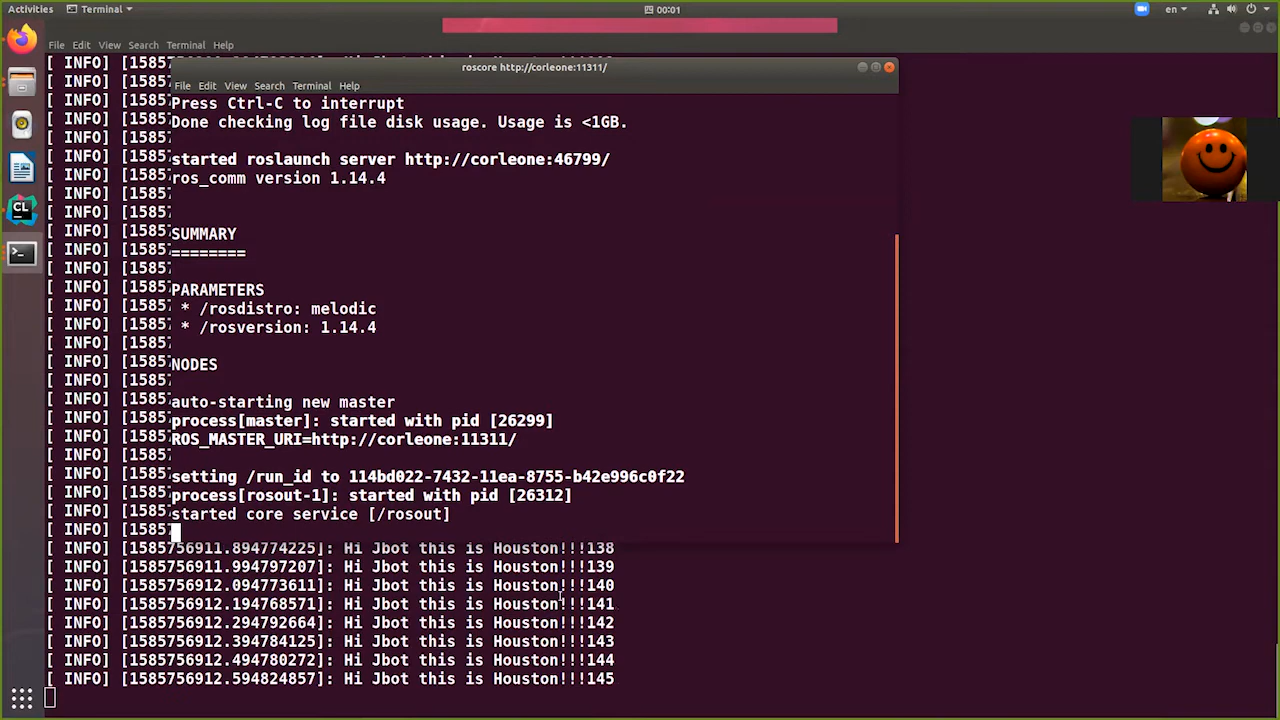 Activities
Terminal
00:01
en
File Edit View Search Terminal Help
roscore http://corleone:11311/
File Edit View Search Terminal Help
Press Ctrl-C to interrupt
Done checking log file disk usage. Usage is <1GB.
started roslaunch server http://corleone:46799/
ros_comm version 1.14.4
SUMMARY
========
PARAMETERS
* /rosdistro: melodic
* /rosversion: 1.14.4
NODES
auto-starting new master
process[master]: started with pid [26299]
ROS_MASTER_URI=http://corleone:11311/
setting /run_id to 114bd022-7432-11ea-8755-b42e996c0f22
process[rosout-1]: started with pid [26312]
started core service [/rosout]
[ INFO] [1585756911.894774225]: Hi Jbot this is Houston!!!138
[ INFO] [1585756911.994797207]: Hi Jbot this is Houston!!!139
[ INFO] [1585756912.094773611]: Hi Jbot this is Houston!!!140
[ INFO] [1585756912.194768571]: Hi Jbot this is Houston!!!141
[ INFO] [1585756912.294792664]: Hi Jbot this is Houston!!!142
[ INFO] [1585756912.394784125]: Hi Jbot this is Houston!!!143
[ INFO] [1585756912.494780272]: Hi Jbot this is Houston!!!144
[ INFO] [1585756912.594824857]: Hi Jbot this is Houston!!!145